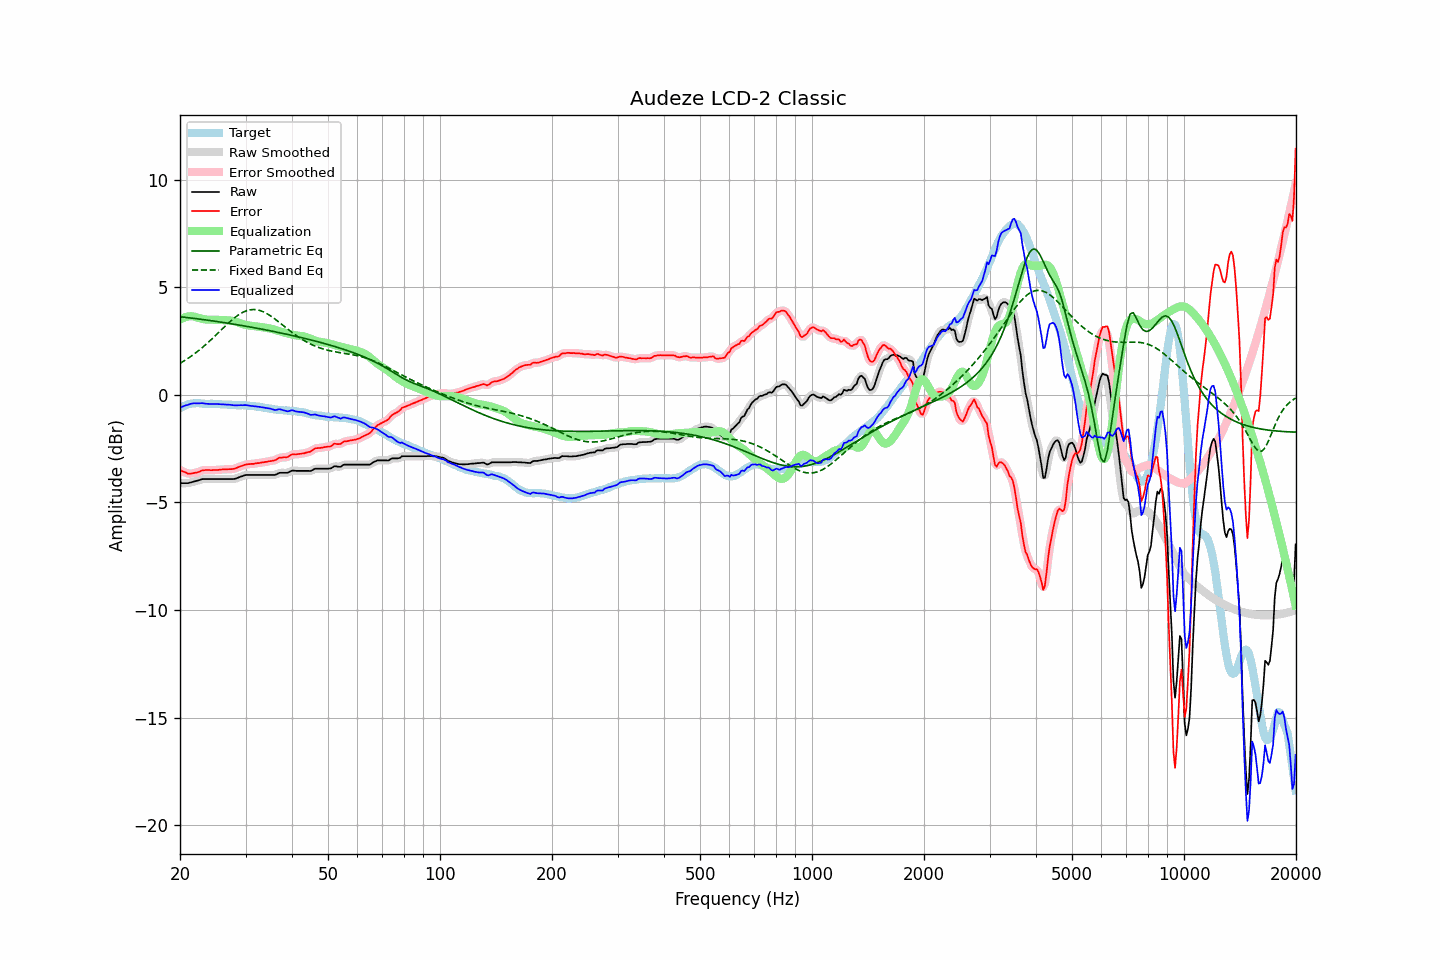 Audeze LCD-2 Classic
Target
Raw Smoothed
Error Smoothed
Raw
Error
Equalization
Parametric Eq
Fixed Band Eq
Equalized
10
5
0
−5
−10
−15
−20
Amplitude (dBr)
20
50
100
200
500
1000
2000
5000
10000
20000
Frequency (Hz)